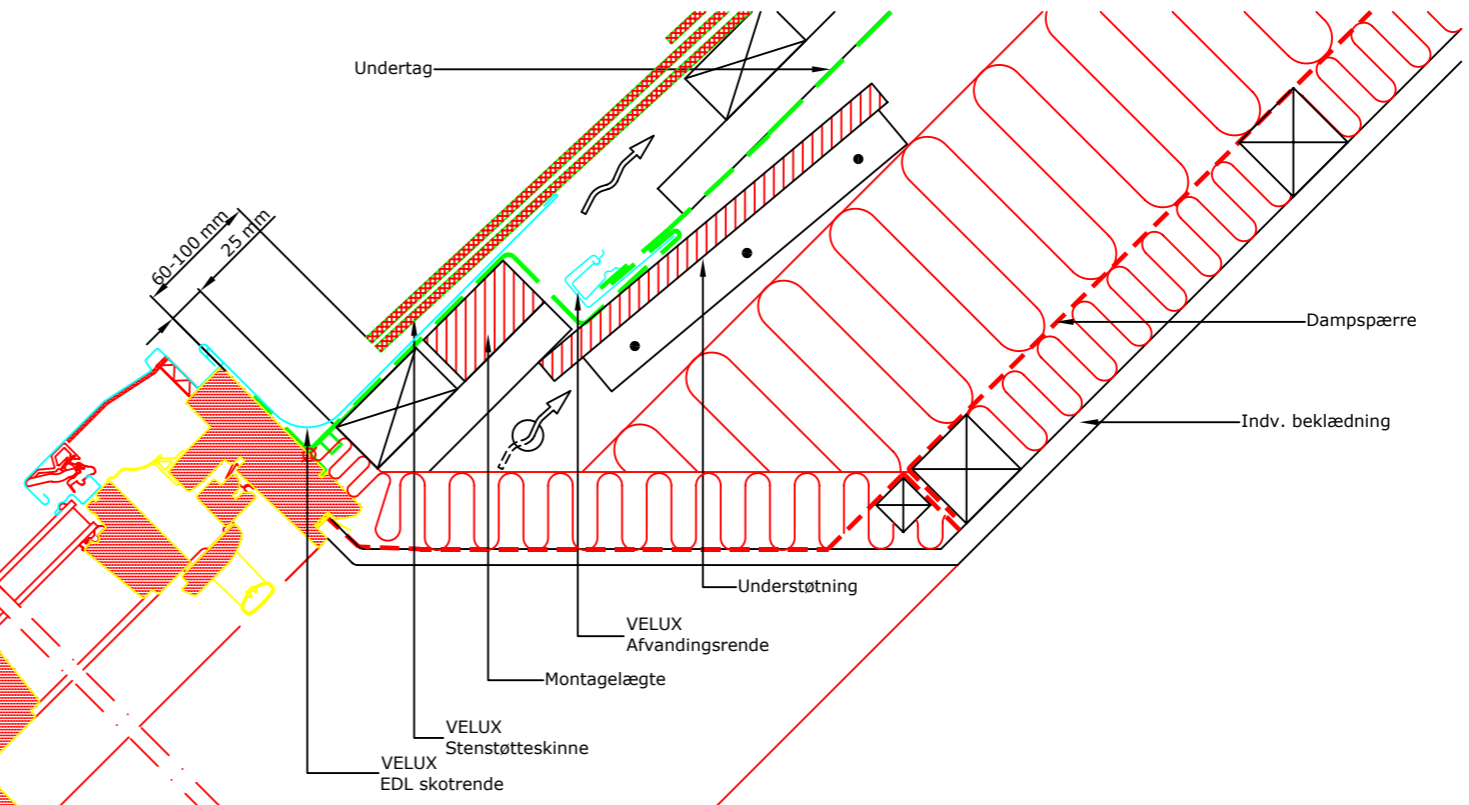 Undertag
60-100 mm
25 mm
Dampspærre
Indv. beklædning
Understøtning
VELUX
Afvandingsrende
Montagelægte
VELUX
Stenstøtteskinne
VELUX
EDL skotrende